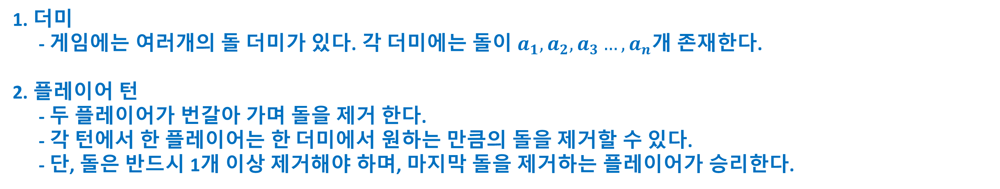 1. 더미
- 게임에는 여러개의 돌 더미가 있다. 각 더미에는 돌이 a₁, a₂, a₃ …, aₙ개 존재한다.
2. 플레이어 턴
- 두 플레이어가 번갈아 가며 돌을 제거 한다.
- 각 턴에서 한 플레이어는 한 더미에서 원하는 만큼의 돌을 제거할 수 있다.
- 단, 돌은 반드시 1개 이상 제거해야 하며, 마지막 돌을 제거하는 플레이어가 승리한다.